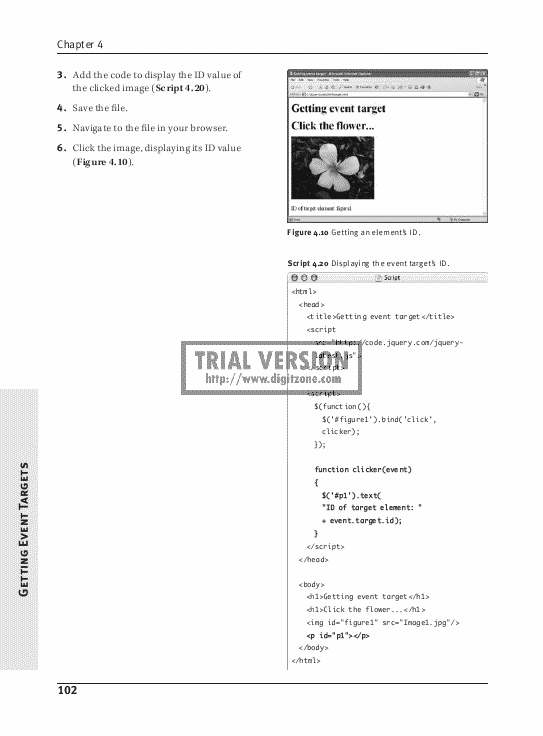 Chapter 4
3. Add the code to display the ID value of
the clicked image (Script 4.20).
4. Save the file.
5. Navigate to the file in your browser.
6. Click the image, displaying its ID value
(Figure 4.10).
Getting event target
Click the flower...
ID of target element: figure1
Figure 4.10 Getting an element's ID.
Script 4.20 Displaying the event target's ID.
Script
<html>
<head>
<title>Getting event target</title>
<script
src="http://code.jquery.com/jquery-
latest.js">
</script>
<script>
$(function(){
$('#figure1').bind('click',
clicker);
});
function clicker(event)
{
$('#p1').text(
"ID of target element: "
+ event.target.id);
}
</script>
</head>
<body>
<h1>Getting event target</h1>
<h1>Click the flower...</h1>
<img id="figure1" src="Image1.jpg"/>
<p id="p1"></p>
</body>
</html>
TRIAL VERSION
http://www.digitzone.com
Getting Event Targets
102